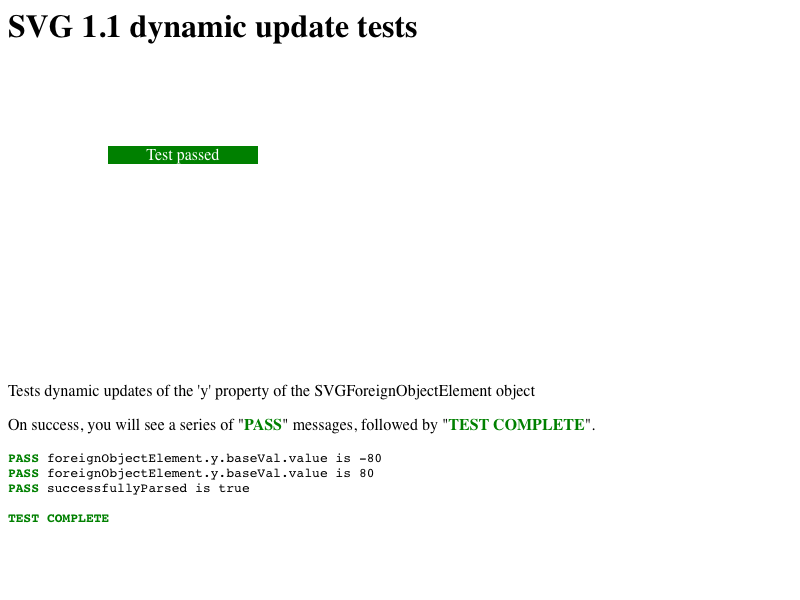 SVG 1.1 dynamic update tests
Test passed
Tests dynamic updates of the 'y' property of the SVGForeignObjectElement object
On success, you will see a series of "PASS" messages, followed by "TEST COMPLETE".
PASS foreignObjectElement.y.baseVal.value is -80
PASS foreignObjectElement.y.baseVal.value is 80
PASS successfullyParsed is true
TEST COMPLETE